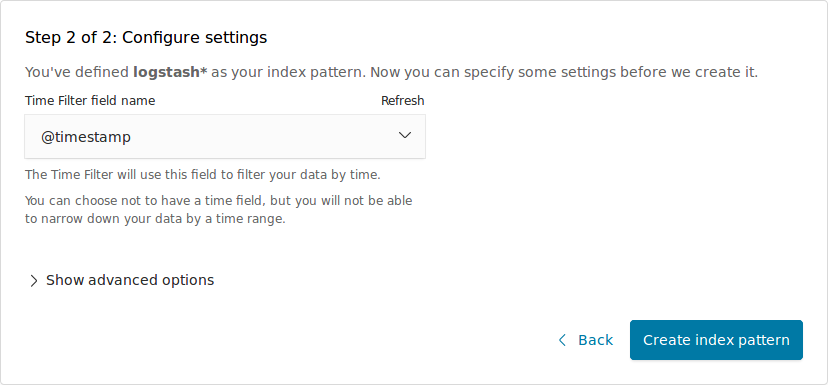 Step 2 of 2: Configure settings
You've defined logstash* as your index pattern. Now you can specify some settings before we create it.
Time Filter field name Refresh
@timestamp
The Time Filter will use this field to filter your data by time.
You can choose not to have a time field, but you will not be able
to narrow down your data by a time range.
Show advanced options
Back Create index pattern